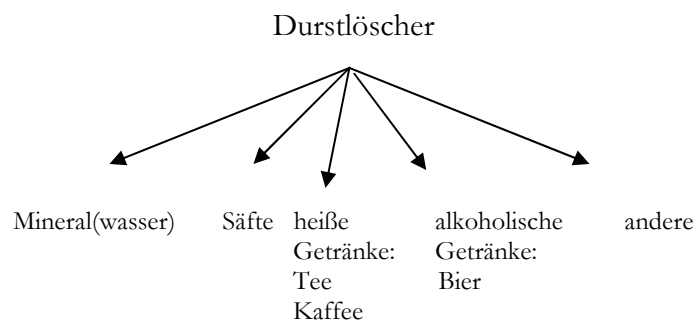 Durstlöscher
Mineral(wasser) Säfte heiße alkoholische andere
Getränke: Getränke:
Tee Bier
Kaffee